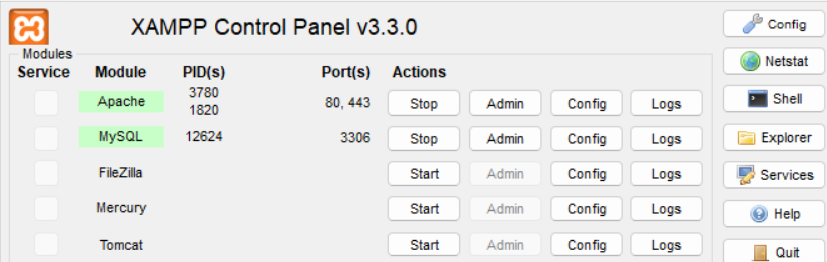 XAMPP Control Panel v3.3.0
Config
Modules
Netstat
Service Module PID(s) Port(s) Actions
Apache 3780 1820 80, 443 Stop Admin Config Logs
Shell
MySQL 12624 3306 Stop Admin Config Logs
Explorer
FileZilla Start Admin Config Logs
Services
Mercury Start Admin Config Logs
Help
Tomcat Start Admin Config Logs
Quit